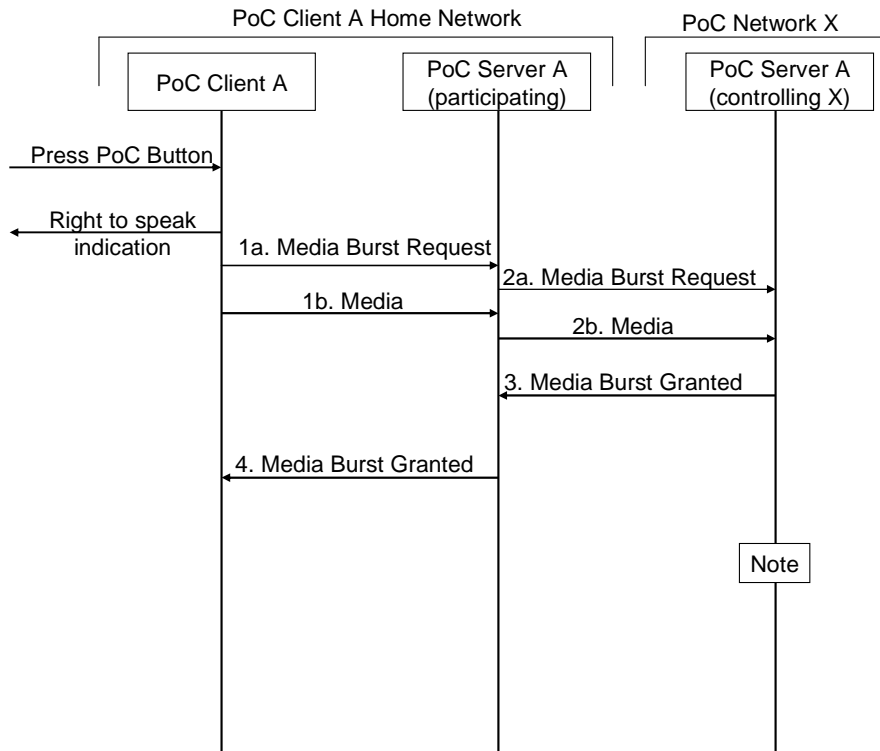 PoC Client A Home Network
PoC Network X
PoC Client A
PoC Server A
(participating)
PoC Server A
(controlling X)
Press PoC Button
Right to speak
indication
1a. Media Burst Request
2a. Media Burst Request
1b. Media
2b. Media
3. Media Burst Granted
4. Media Burst Granted
Note